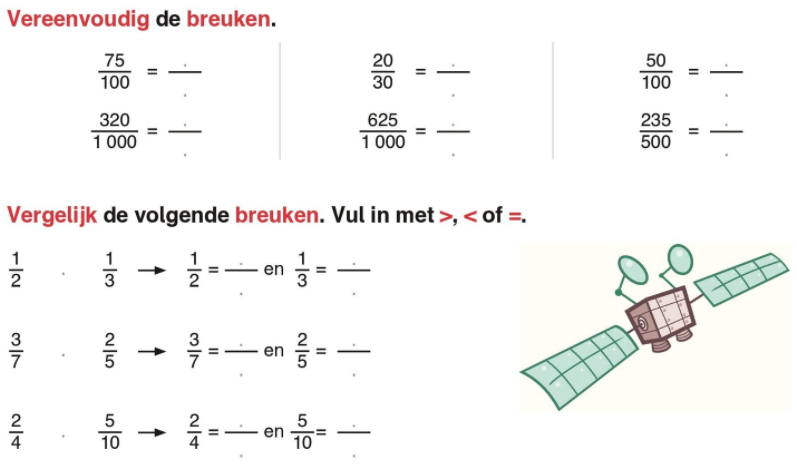 Vereenvoudig de breuken.
75/100 = ./. 20/30 = ./. 50/100 = ./.
320/1 000 = ./. 625/1 000 = ./. 235/500 = ./.
Vergelijk de volgende breuken. Vul in met >, < of =.
1/2 . 1/3 → 1/2 = ./. en 1/3 = ./.
3/7 . 2/5 → 3/7 = ./. en 2/5 = ./.
2/4 . 5/10 → 2/4 = ./. en 5/10 = ./.